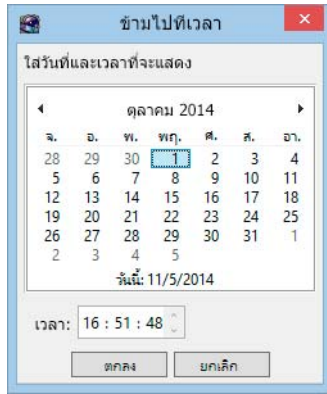 ข้ามไปที่เวลา
ใส่วันที่และเวลาที่จะแสดง
ตุลาคม 2014
จ. อ. พ. พฤ. ศ. ส. อา.
28 29 30 1 2 3 4
5 6 7 8 9 10 11
12 13 14 15 16 17 18
19 20 21 22 23 24 25
26 27 28 29 30 31 1
2 3 4 5
วันนี้: 11/5/2014
เวลา: 16 : 51 : 48
ตกลง ยกเลิก